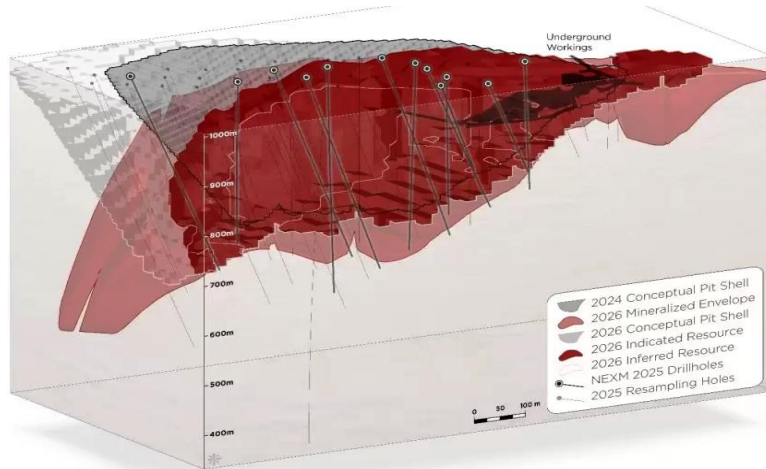 Underground
Workings
1000m
900m
800m
700m
600m
500m
400m
2024 Conceptual Pit Shell
2026 Mineralized Envelope
2026 Conceptual Pit Shell
2026 Indicated Resource
2026 Inferred Resource
NEXM 2025 Drillholes
2025 Resampling Holes
0 50 100 m